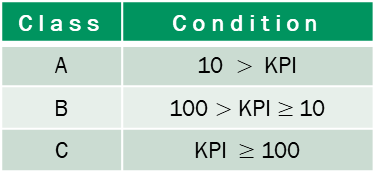 Class Condition
A 10 > KPI
B 100 > KPI ≥ 10
C KPI ≥ 100